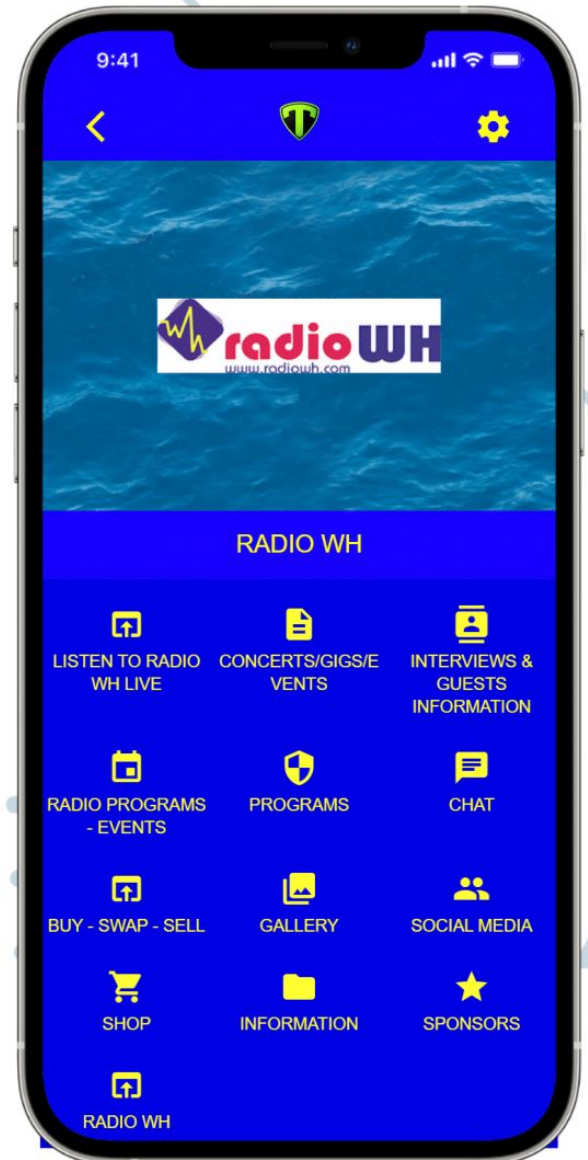 9:41
T
radio WH
www.radiowh.com
RADIO WH
LISTEN TO RADIO
WH LIVE
CONCERTS/GIGS/E
VENTS
INTERVIEWS &
GUESTS
INFORMATION
RADIO PROGRAMS
- EVENTS
PROGRAMS
CHAT
BUY - SWAP - SELL
GALLERY
SOCIAL MEDIA
SHOP
INFORMATION
SPONSORS
RADIO WH